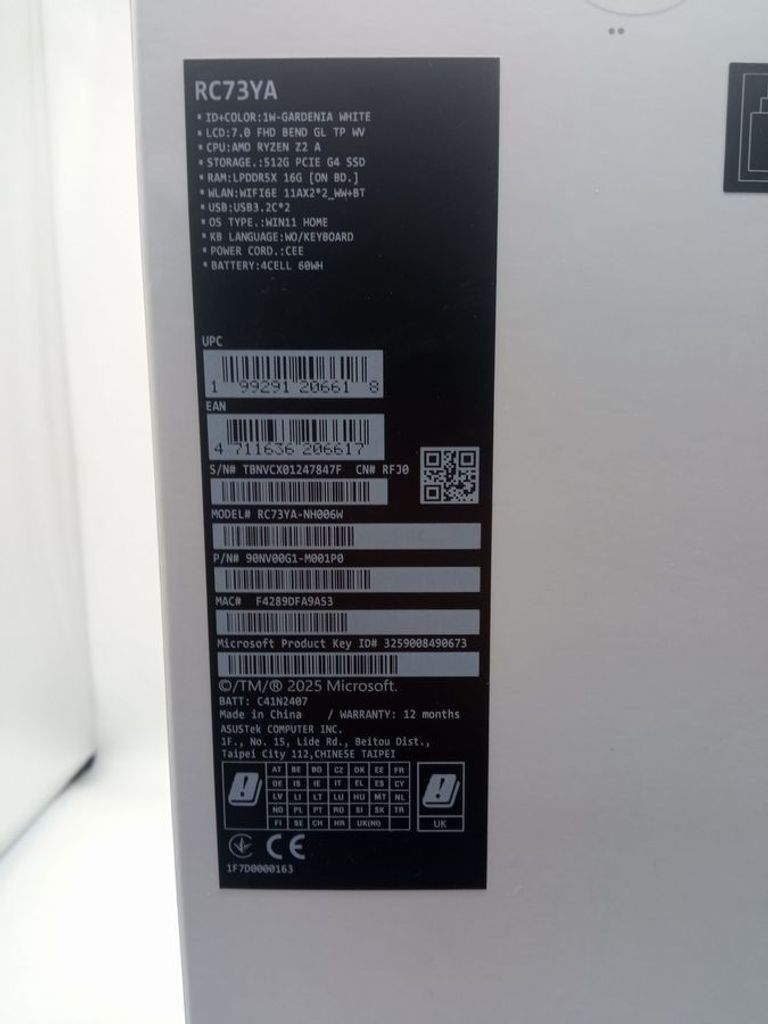 RC73YA
* ID+COLOR:1W-GARDENIA WHITE
* LCD:7.0 FHD BEND GL TP WV
* CPU:AMD RYZEN Z2 A
* STORAGE.:512G PCIE G4 SSD
* RAM:LPDDR5X 16G [ON BD.]
* WLAN:WIFI6E 11AX2*2_WW+BT
* USB:USB3.2C*2
* OS TYPE.:WIN11 HOME
* KB LANGUAGE:WO/KEYBOARD
* POWER CORD.:CEE
* BATTERY:4CELL 60WH
UPC
1 99291 20661 8
EAN
4 711636 206617
S/N# TBNVCX01247847F CN# RFJ0
MODEL# RC73YA-NH006W
P/N# 90NV00G1-M001P0
MAC# F4289DFA9A53
Microsoft Product Key ID# 3259008490673
©/TM/® 2025 Microsoft.
BATT: C41N2407
Made in China / WARRANTY: 12 months
ASUSTek COMPUTER INC.
1F., No. 15, Lide Rd., Beitou Dist.,
Taipei City 112,CHINESE TAIPEI
AT BE BG CZ DK EE FR
DE IS IE IT EL ES CY
LV LI LT LU HU MT NL
NO PL PT RO SI SK TR
FI SE CH HR UK(NI)
UK
CE
1F7D0000163